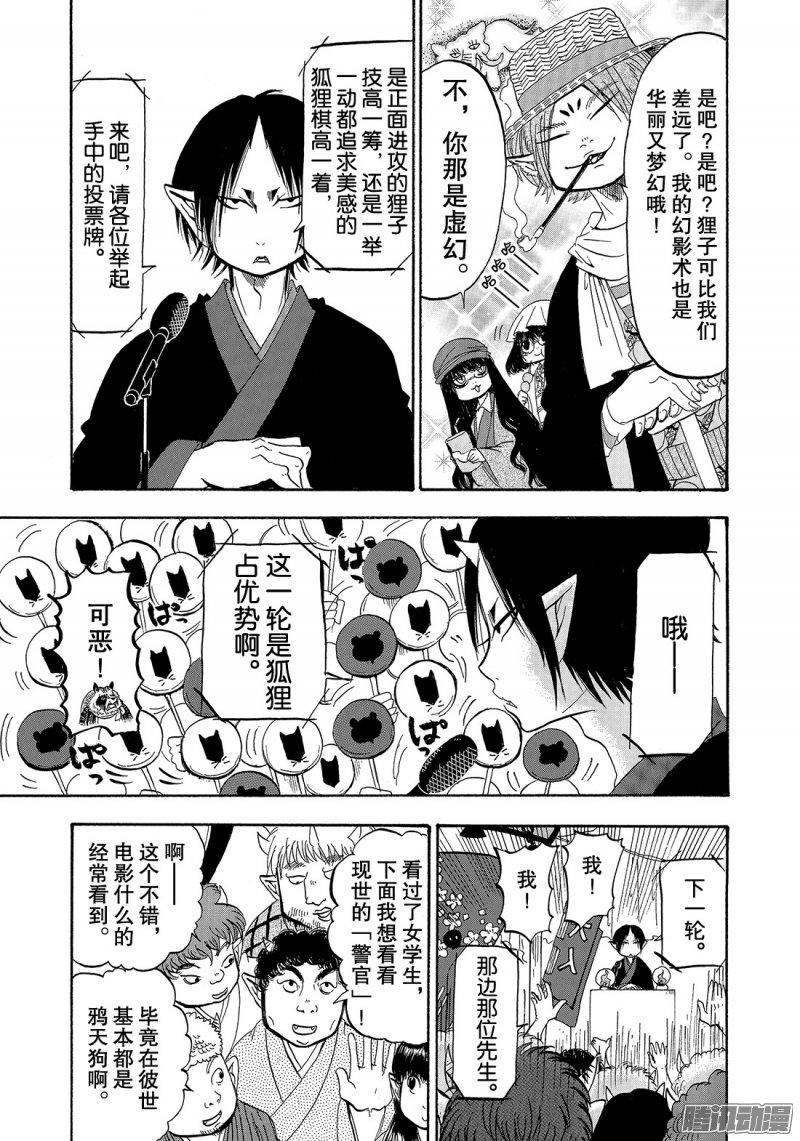 是吧？是吧？狸子可比我们
差远了。我的幻影术也是
华丽又梦幻哦！
不，你那是虚幻。
哈哈哈——
是正面进攻的狸子
技高一筹，还是一举
一动都追求美感的
狐狸棋高一着，
来吧，请各位举起
手中的投票牌。
哦——
这一轮是狐狸
占优势啊。
ぱっ
ぱっ
ぱっ
ぱっ
可恶！
下一轮。
我！
我！
那边那位先生。
看过了女学生，
下面我想看看
现世的「警官」！
啊——
这个不错，
电影什么的
经常看到。
毕竟在彼世
基本都是
鸦天狗啊。
腾讯动漫